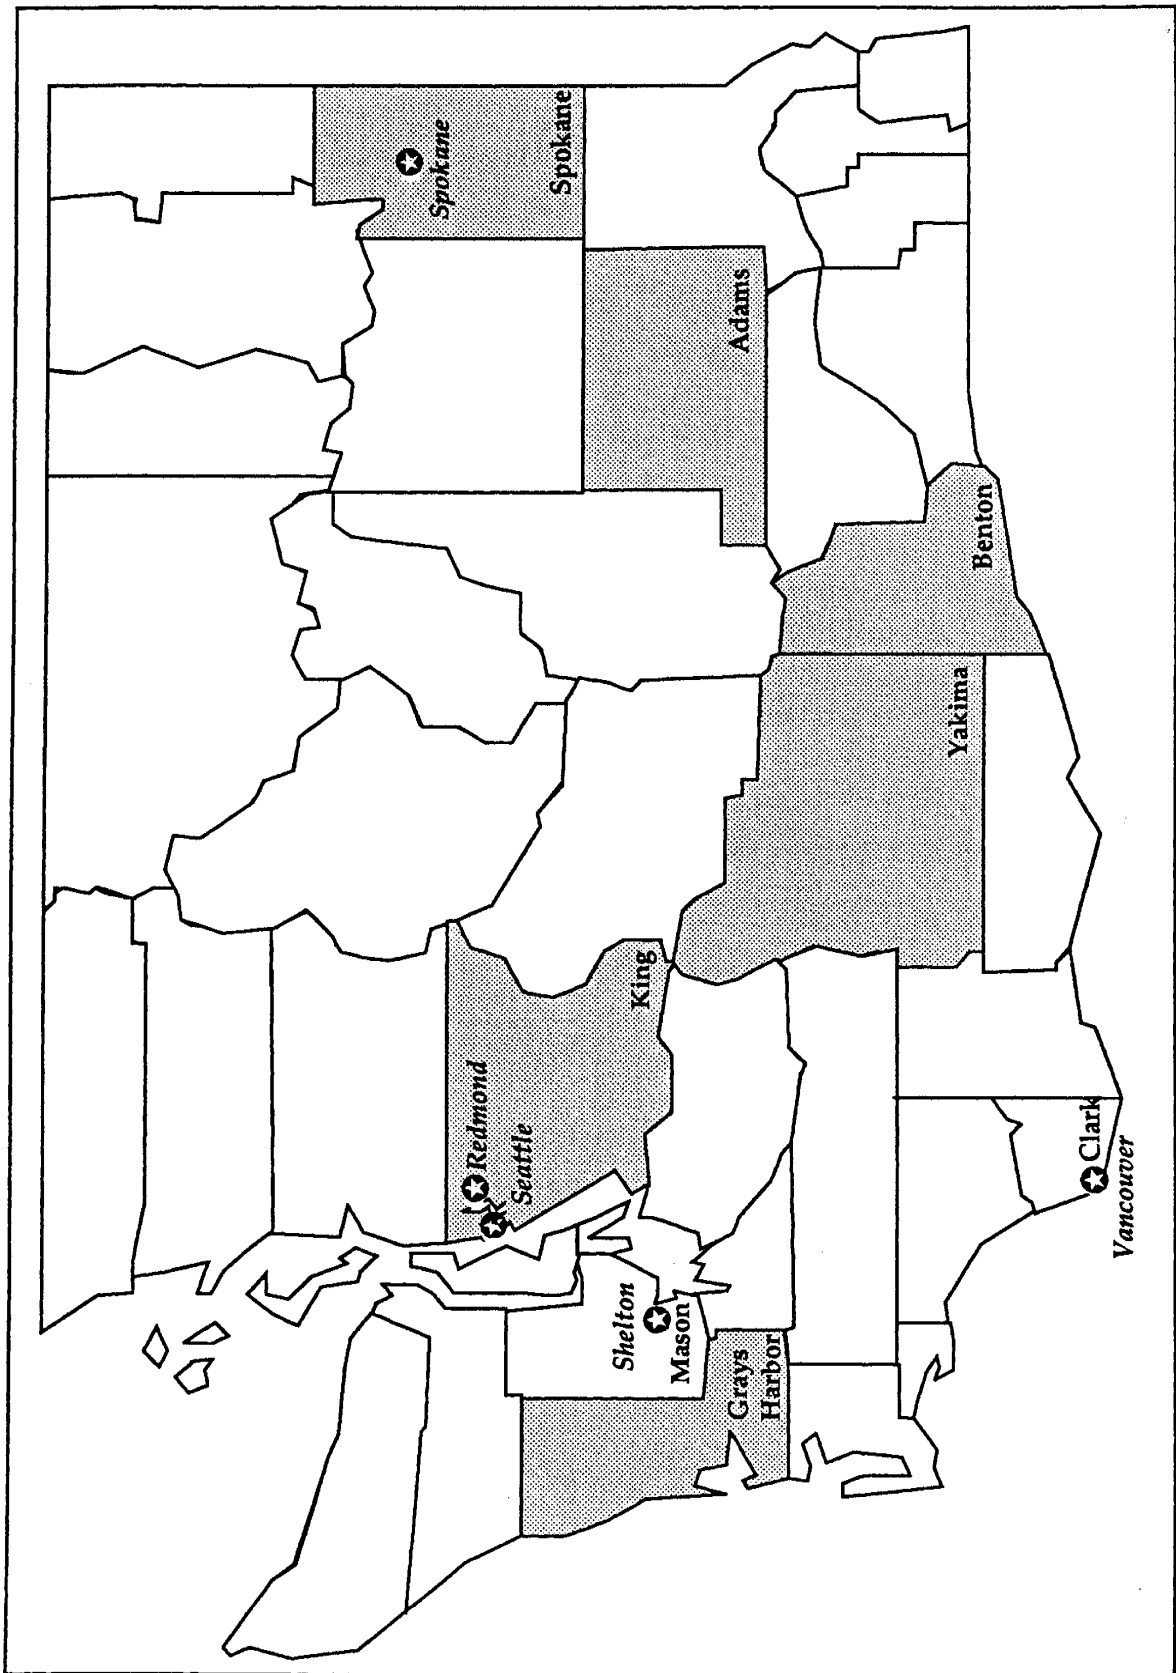 Spokane
Spokane
Adams
Benton
Yakima
King
Redmond
Seattle
Shelton
Mason
Grays
Harbor
Clark
Vancouver